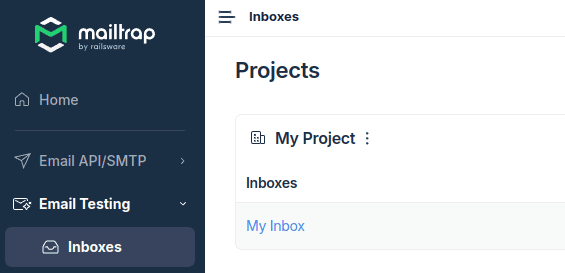 mailtrap
by railsware
Home
Email API/SMTP
Email Testing
Inboxes
Inboxes
Projects
My Project
Inboxes
My Inbox